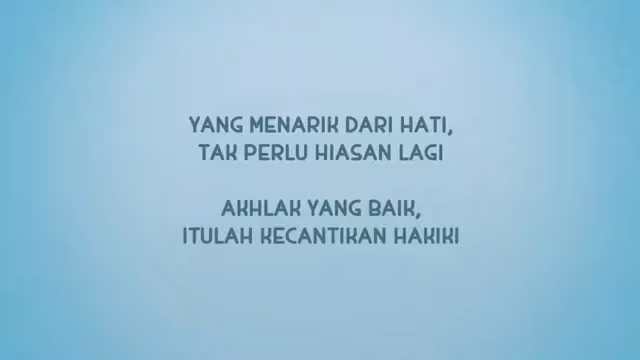 YANG MENARIK DARI HATI,
TAK PERLU HIASAN LAGI
AKHLAK YANG BAIK,
ITULAH KECANTIKAN HAKIKI